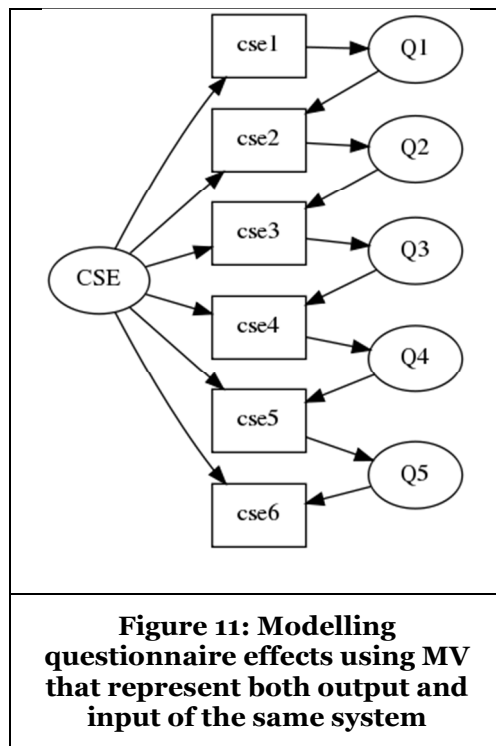 cse1
Q1
cse2
Q2
cse3
Q3
CSE
cse4
Q4
cse5
Q5
cse6
Figure 11: Modelling
questionnaire effects using MV
that represent both output and
input of the same system